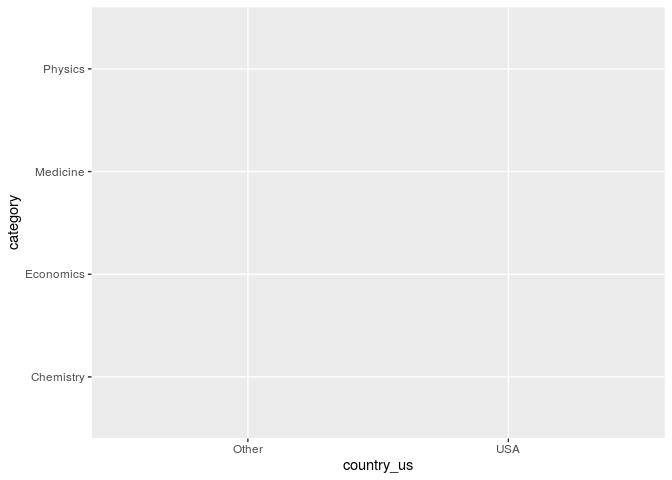 Physics
Medicine
category
Economics
Chemistry
Other
USA
country_us